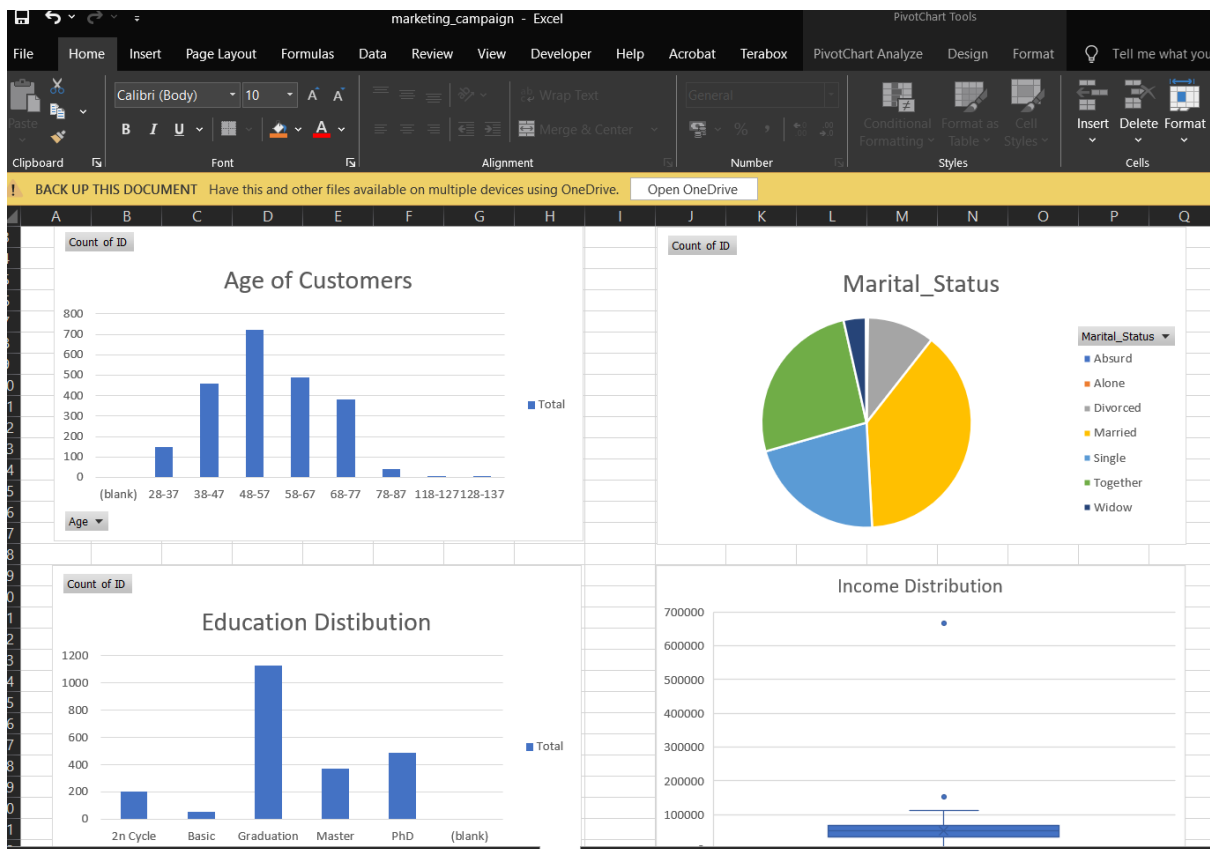 marketing_campaign - Excel
PivotChart Tools
File Home Insert Page Layout Formulas Data Review View Developer Help Acrobat Terabox PivotChart Analyze Design Format Tell me what you
Paste
Calibri (Body) 10 A A
Wrap Text
General
B I U A
Merge & Center
% ,
Conditional Formatting
Format as Table
Cell Styles
Insert Delete Format
Clipboard Font Alignment Number Styles Cells
! BACK UP THIS DOCUMENT Have this and other files available on multiple devices using OneDrive. Open OneDrive
A B C D E F G H I J K L M N O P Q
Count of ID
Age of Customers
800
700
600
500
400
300
200
100
0
(blank) 28-37 38-47 48-57 58-67 68-77 78-87 118-127 128-137
Total
Age
Count of ID
Marital_Status
Marital_Status
Absurd
Alone
Divorced
Married
Single
Together
Widow
Count of ID
Education Distibution
1200
1000
800
600
400
200
0
2n Cycle Basic Graduation Master PhD (blank)
Total
Income Distribution
700000
600000
500000
400000
300000
200000
100000